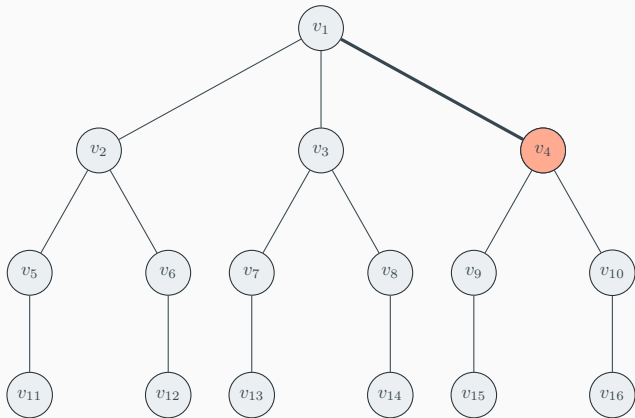 v₁
v₂ v₃ v₄
v₅ v₆ v₇ v₈ v₉ v₁₀
v₁₁ v₁₂ v₁₃ v₁₄ v₁₅ v₁₆